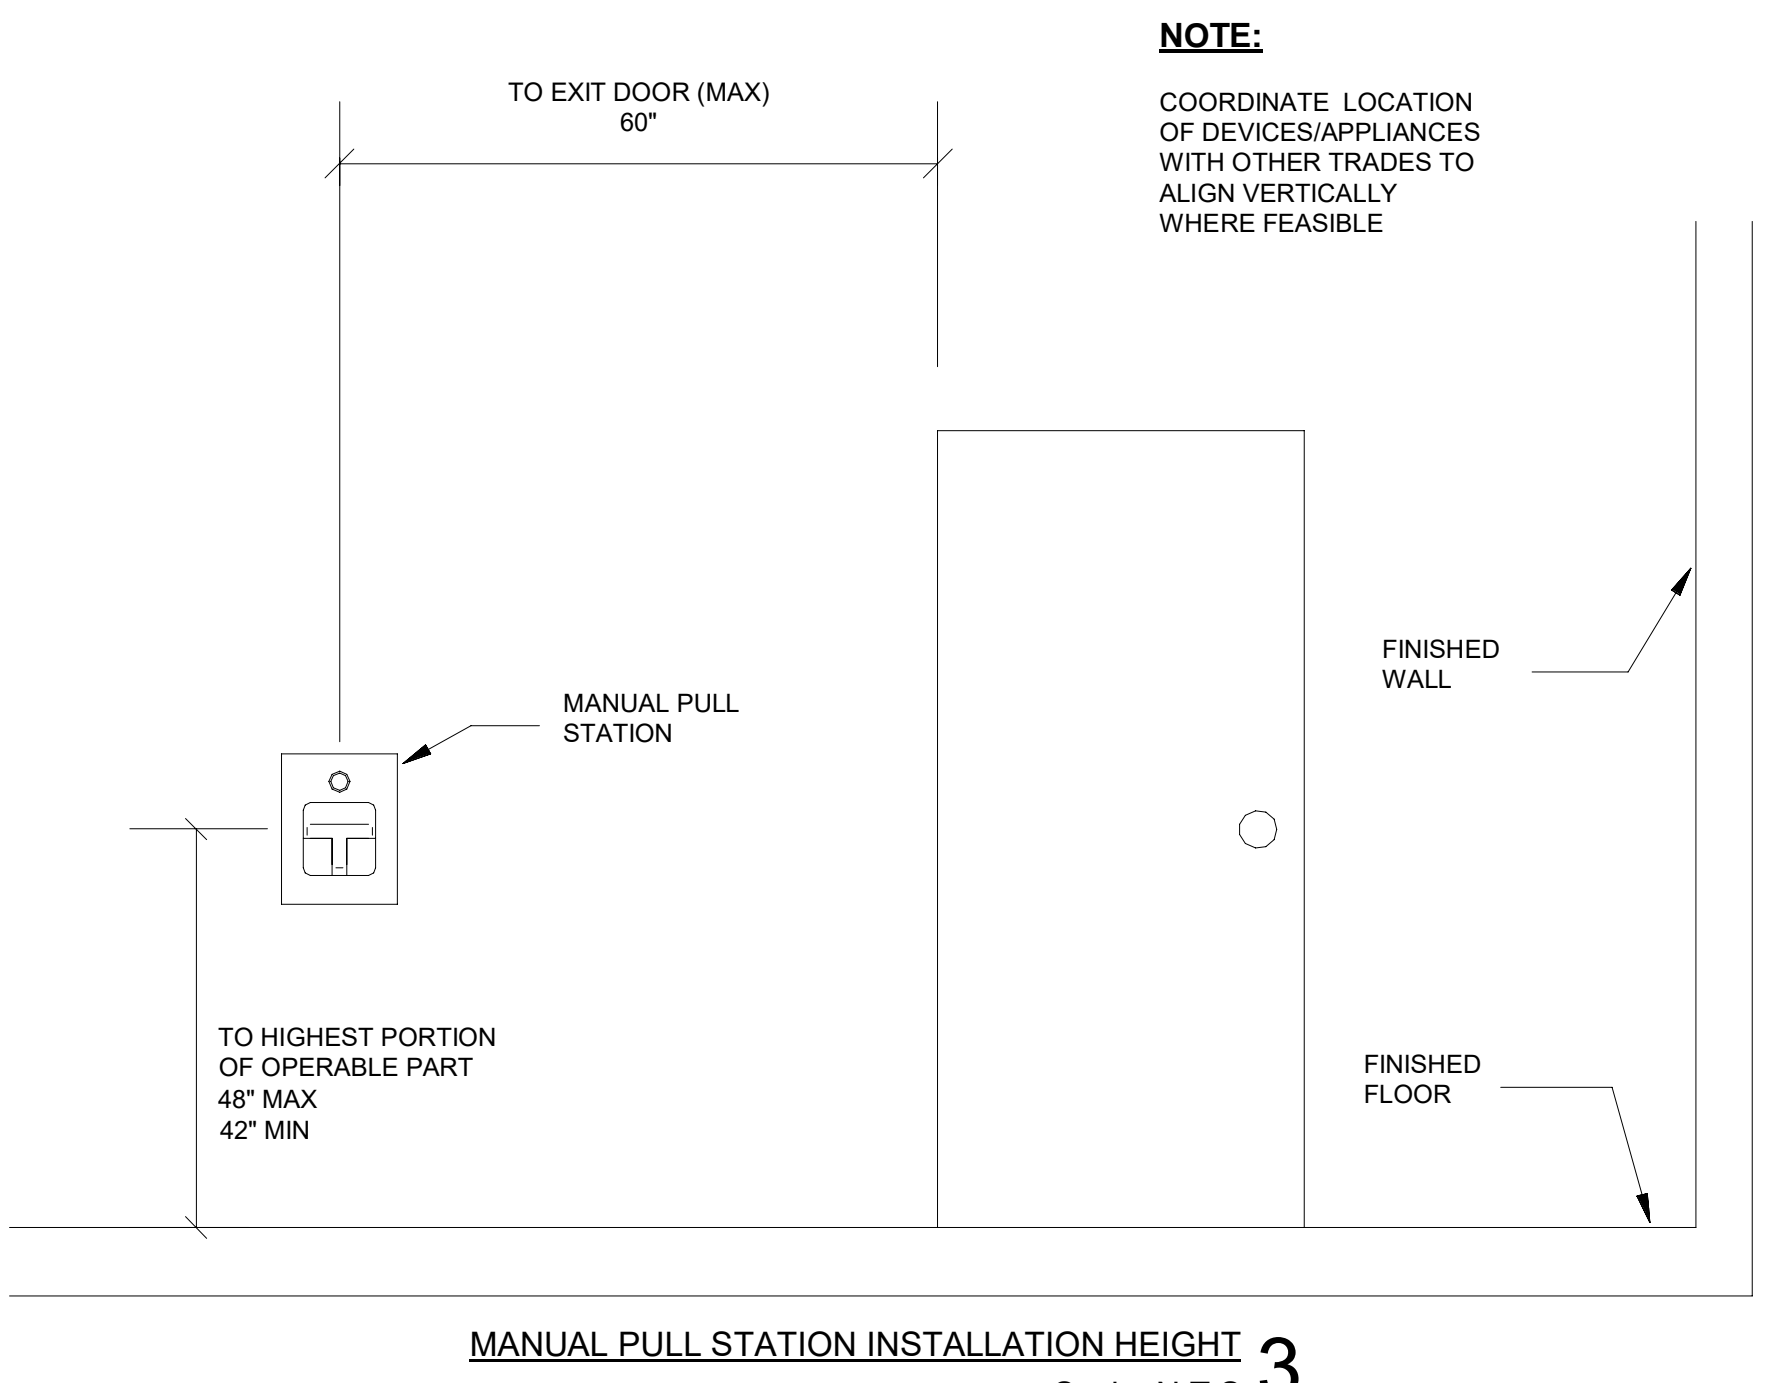 NOTE:
TO EXIT DOOR (MAX)
60"
COORDINATE LOCATION
OF DEVICES/APPLIANCES
WITH OTHER TRADES TO
ALIGN VERTICALLY
WHERE FEASIBLE
FINISHED
WALL
MANUAL PULL
STATION
TO HIGHEST PORTION
OF OPERABLE PART
48" MAX
42" MIN
FINISHED
FLOOR
MANUAL PULL STATION INSTALLATION HEIGHT
3